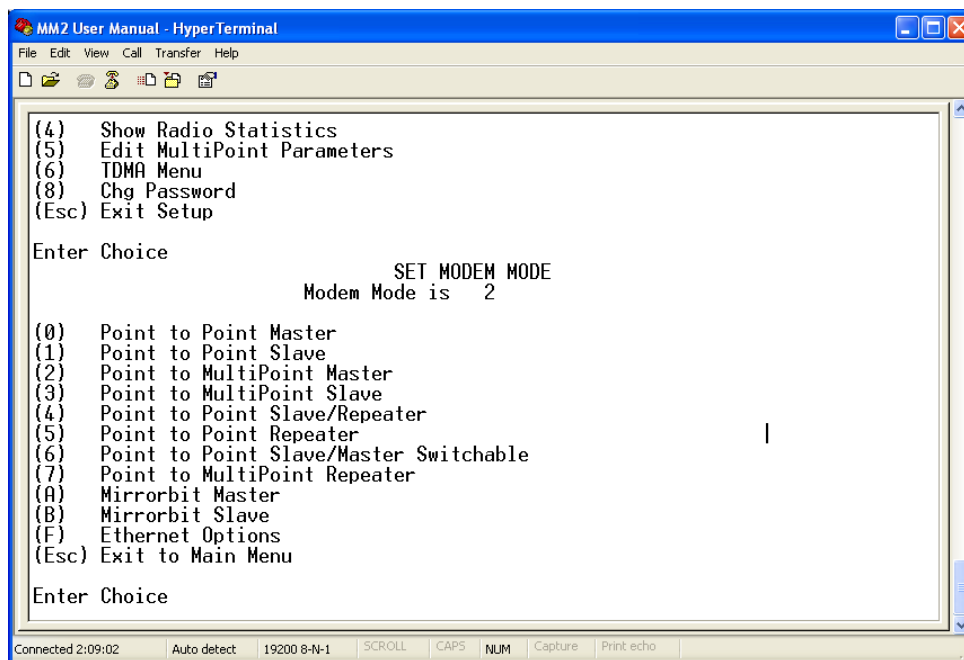 MM2 User Manual - HyperTerminal
File Edit View Call Transfer Help
(4) Show Radio Statistics
(5) Edit MultiPoint Parameters
(6) TDMA Menu
(8) Chg Password
(Esc) Exit Setup
Enter Choice
SET MODEM MODE
Modem Mode is 2
(0) Point to Point Master
(1) Point to Point Slave
(2) Point to MultiPoint Master
(3) Point to MultiPoint Slave
(4) Point to Point Slave/Repeater
(5) Point to Point Repeater
(6) Point to Point Slave/Master Switchable
(7) Point to MultiPoint Repeater
(A) Mirrorbit Master
(B) Mirrorbit Slave
(F) Ethernet Options
(Esc) Exit to Main Menu
Enter Choice
Connected 2:09:02 Auto detect 19200 8-N-1 SCROLL CAPS NUM Capture Print echo